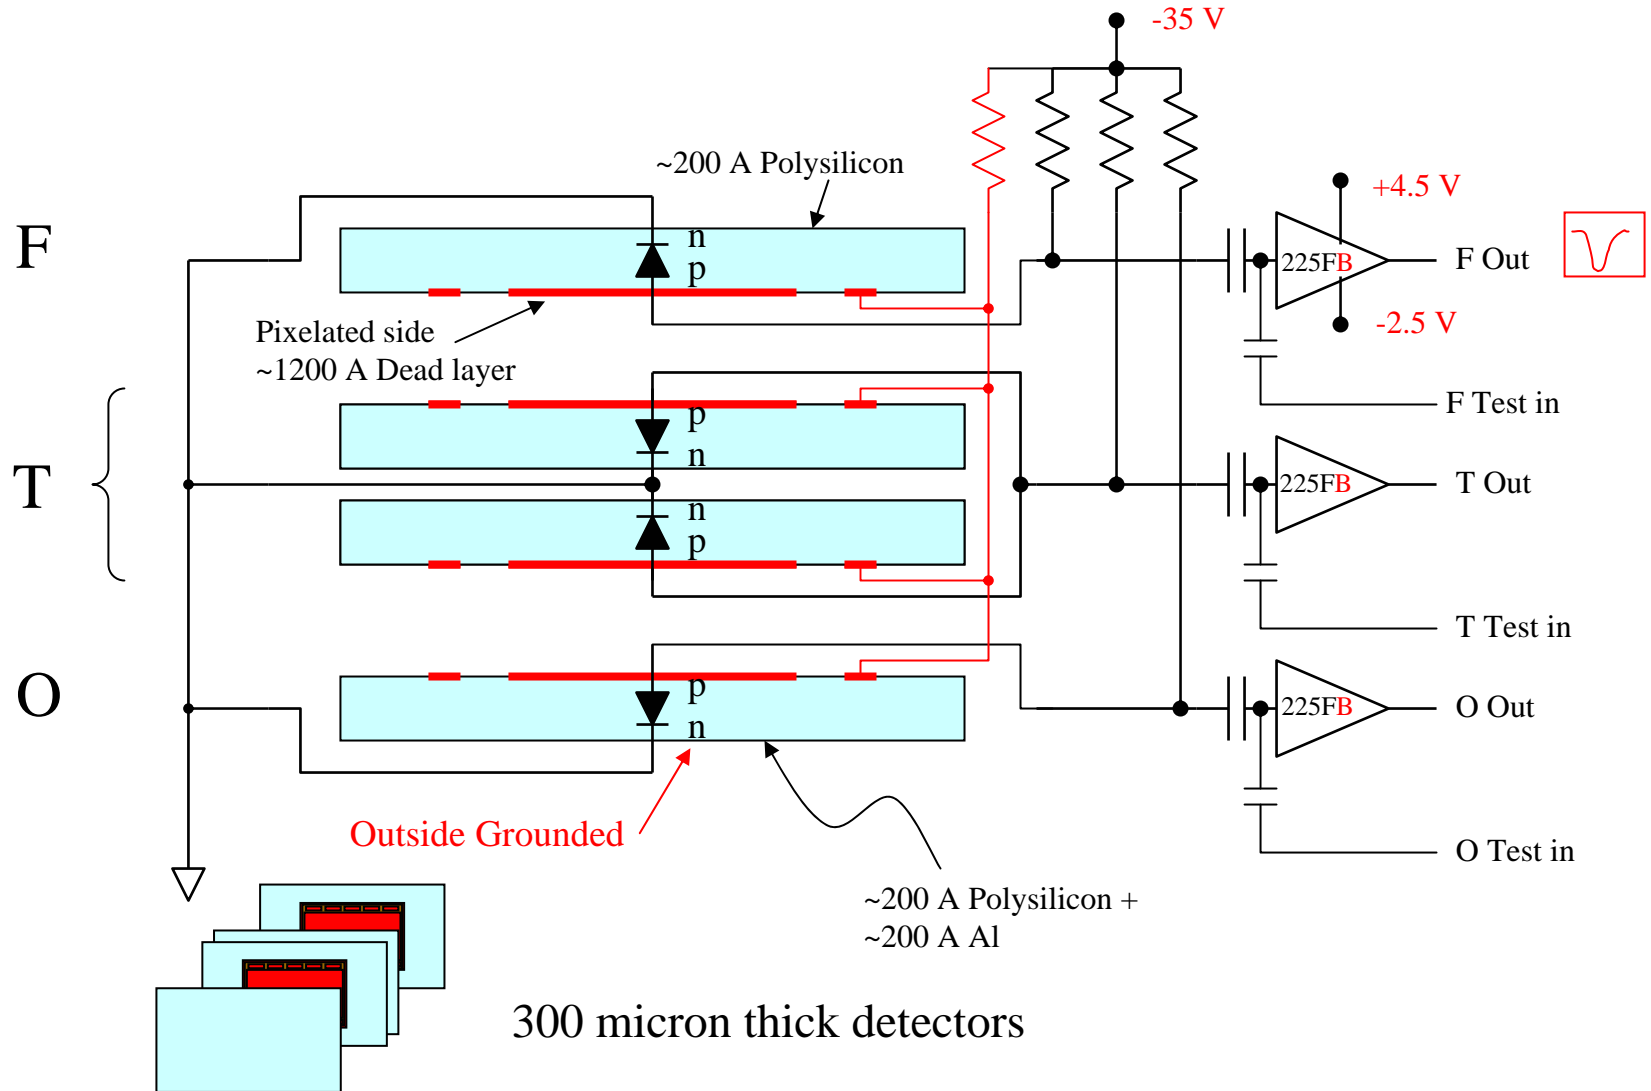 -35 V
~200 A Polysilicon
+4.5 V
F
n
p
225FB
F Out
-2.5 V
Pixelated side
~1200 A Dead layer
F Test in
p
n
T
225FB
T Out
n
p
T Test in
O
p
n
225FB
O Out
Outside Grounded
O Test in
~200 A Polysilicon +
~200 A Al
300 micron thick detectors